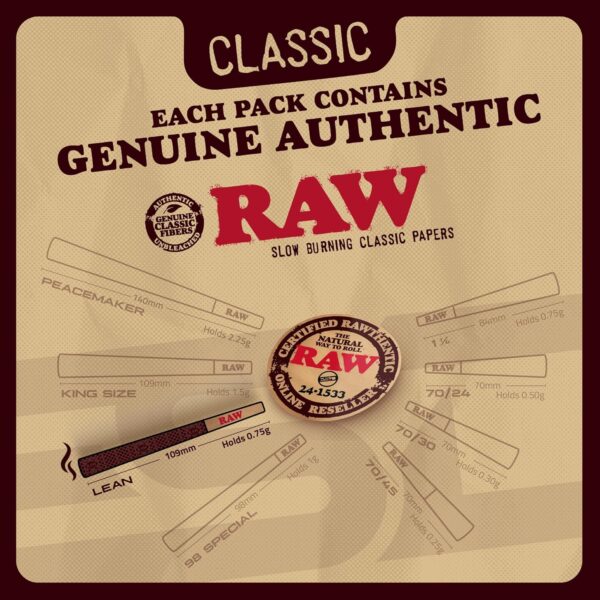 CLASSIC
EACH PACK CONTAINS
GENUINE AUTHENTIC
AUTHENTIC
GENUINE
CLASSIC
FIBERS
UNBLEACHED
RAW
SLOW BURNING CLASSIC PAPERS
RAW
PEACEMAKER
140mm
Holds 2.25g
RAW
KING SIZE
109mm
Holds 1.5g
RAW
LEAN
109mm
Holds 0.75g
RAW
98 SPECIAL
98mm
Holds 1g
CERTIFIED RAWTHENTIC
THE
NATURAL
WAY TO ROLL
RAW
24-1533
ONLINE RESELLER
RAW
1 ¼
84mm
Holds 0.75g
RAW
70/24
70mm
Holds 0.50g
RAW
70/30
70mm
Holds 0.30g
RAW
70/45
70mm
Holds 0.25g